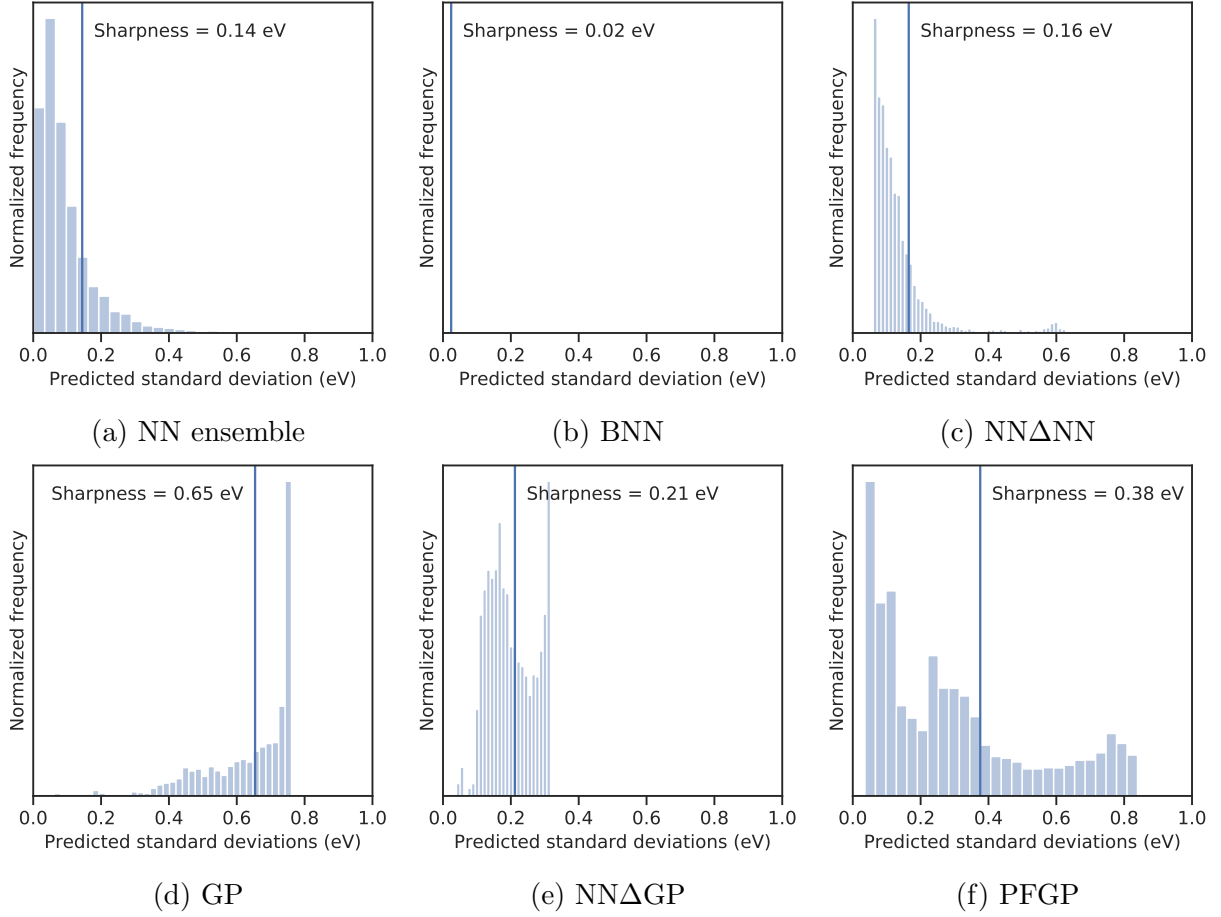 Sharpness = 0.14 eV
Normalized frequency
0.0 0.2 0.4 0.6 0.8 1.0
Predicted standard deviation (eV)
(a) NN ensemble
Sharpness = 0.02 eV
Normalized frequency
0.0 0.2 0.4 0.6 0.8 1.0
Predicted standard deviation (eV)
(b) BNN
Sharpness = 0.16 eV
Normalized frequency
0.0 0.2 0.4 0.6 0.8 1.0
Predicted standard deviations (eV)
(c) NNΔNN
Sharpness = 0.65 eV
Normalized frequency
0.0 0.2 0.4 0.6 0.8 1.0
Predicted standard deviations (eV)
(d) GP
Sharpness = 0.21 eV
Normalized frequency
0.0 0.2 0.4 0.6 0.8 1.0
Predicted standard deviations (eV)
(e) NNΔGP
Sharpness = 0.38 eV
Normalized frequency
0.0 0.2 0.4 0.6 0.8 1.0
Predicted standard deviations (eV)
(f) PFGP